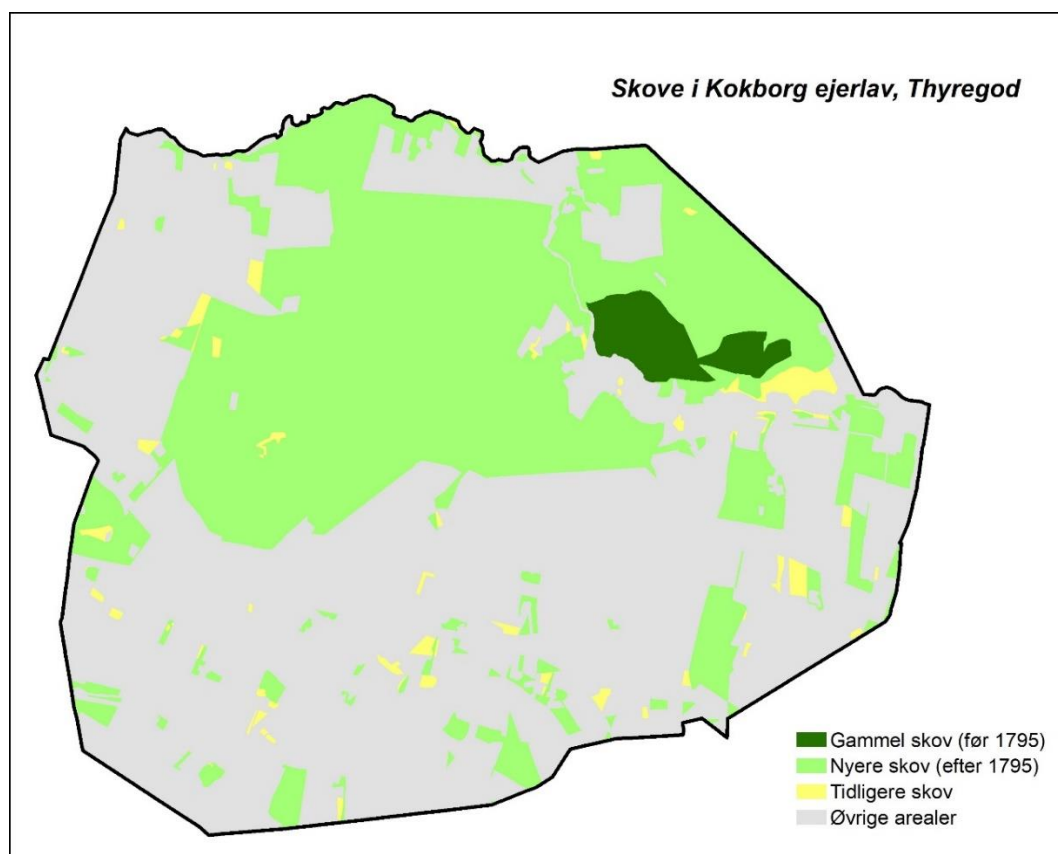 Skove i Kokborg ejerlav, Thyregod
Gammel skov (før 1795)
Nyere skov (efter 1795)
Tidligere skov
Øvrige arealer